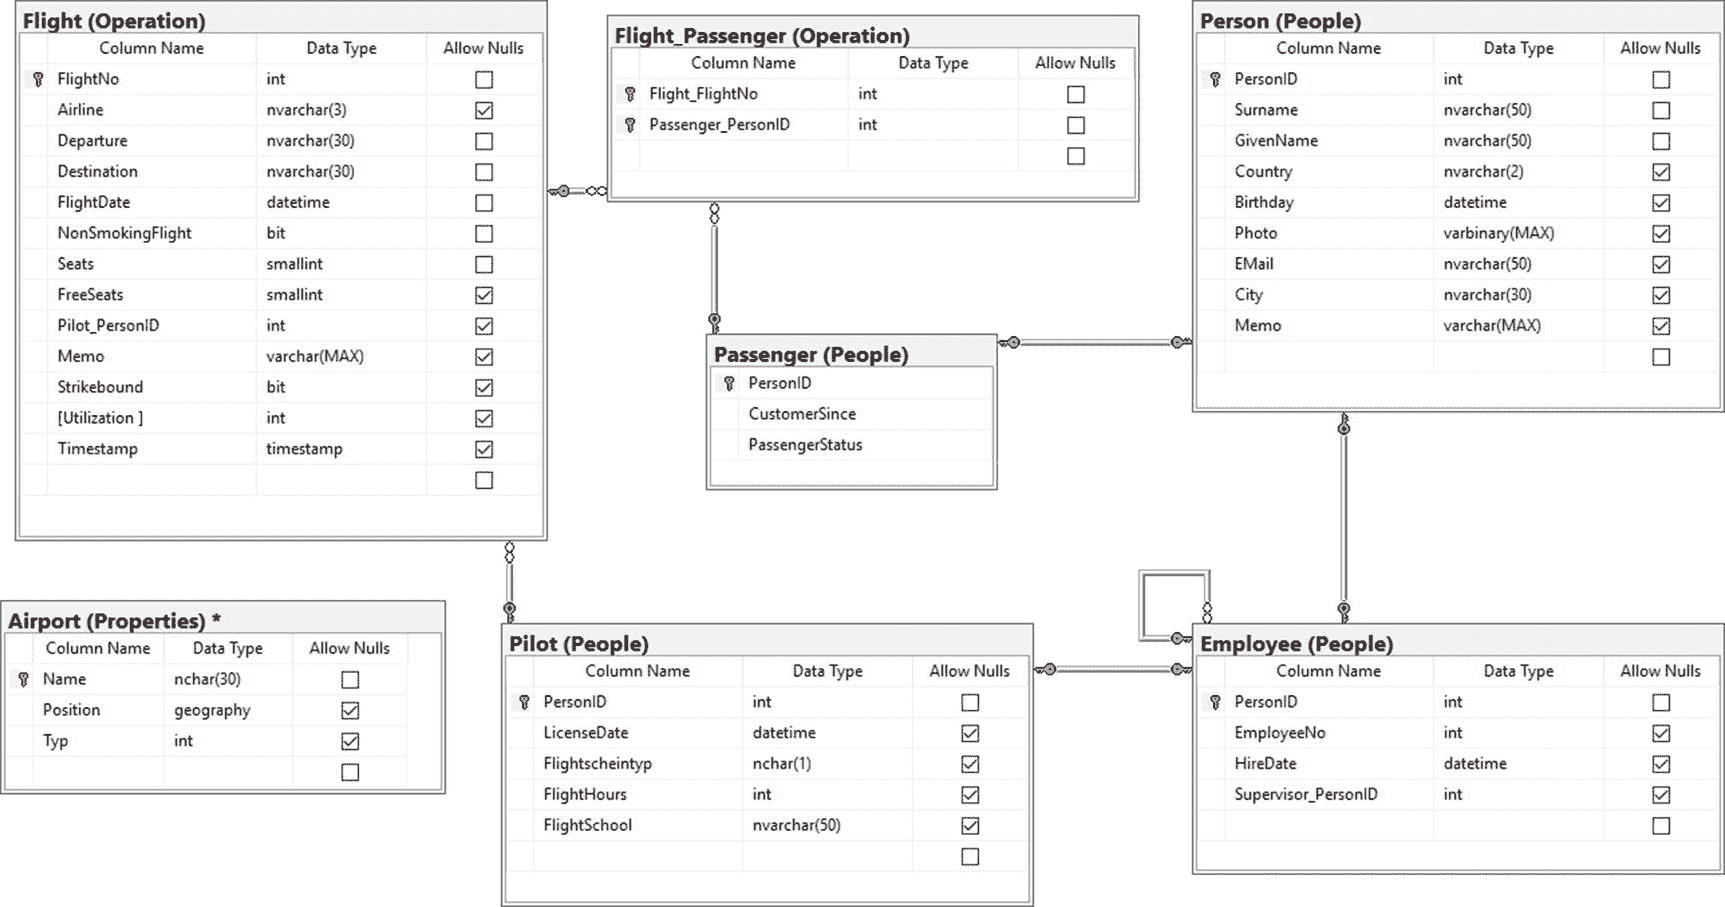 Flight (Operation)
Column Name Data Type Allow Nulls
FlightNo int
Airline nvarchar(3)
Departure nvarchar(30)
Destination nvarchar(30)
FlightDate datetime
NonSmokingFlight bit
Seats smallint
FreeSeats smallint
Pilot_PersonID int
Memo varchar(MAX)
Strikebound bit
[Utilization ] int
Timestamp timestamp
Flight_Passenger (Operation)
Column Name Data Type Allow Nulls
Flight_FlightNo int
Passenger_PersonID int
Person (People)
Column Name Data Type Allow Nulls
PersonID int
Surname nvarchar(50)
GivenName nvarchar(50)
Country nvarchar(2)
Birthday datetime
Photo varbinary(MAX)
EMail nvarchar(50)
City nvarchar(30)
Memo varchar(MAX)
Passenger (People)
PersonID
CustomerSince
PassengerStatus
Airport (Properties) *
Column Name Data Type Allow Nulls
Name nchar(30)
Position geography
Typ int
Pilot (People)
Column Name Data Type Allow Nulls
PersonID int
LicenseDate datetime
Flightscheintyp nchar(1)
FlightHours int
FlightSchool nvarchar(50)
Employee (People)
Column Name Data Type Allow Nulls
PersonID int
EmployeeNo int
HireDate datetime
Supervisor_PersonID int